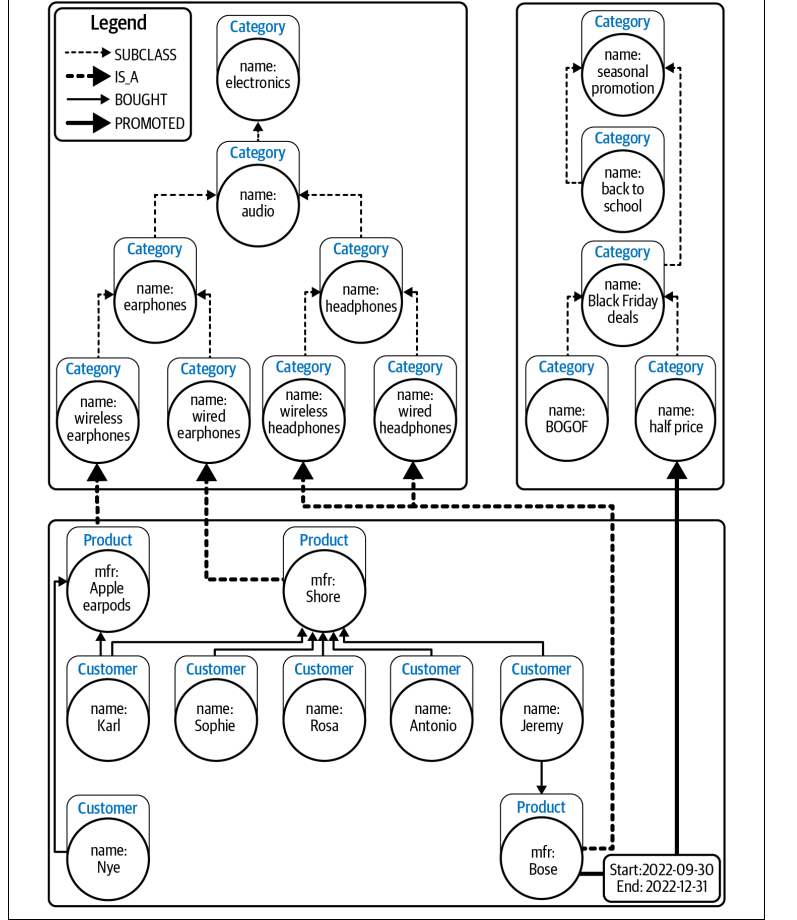 Legend
SUBCLASS
IS_A
BOUGHT
PROMOTED
Category
name:
electronics
Category
name:
audio
Category
name:
earphones
Category
name:
headphones
Category
name:
wireless
earphones
Category
name:
wired
earphones
Category
name:
wireless
headphones
Category
name:
wired
headphones
Category
name:
seasonal
promotion
Category
name:
back to
school
Category
name:
Black Friday
deals
Category
name:
BOGOF
Category
name:
half price
Product
mfr:
Apple
earpods
Product
mfr:
Shore
Customer
name:
Karl
Customer
name:
Sophie
Customer
name:
Rosa
Customer
name:
Antonio
Customer
name:
Jeremy
Customer
name:
Nye
Product
mfr:
Bose
Start:2022-09-30
End: 2022-12-31